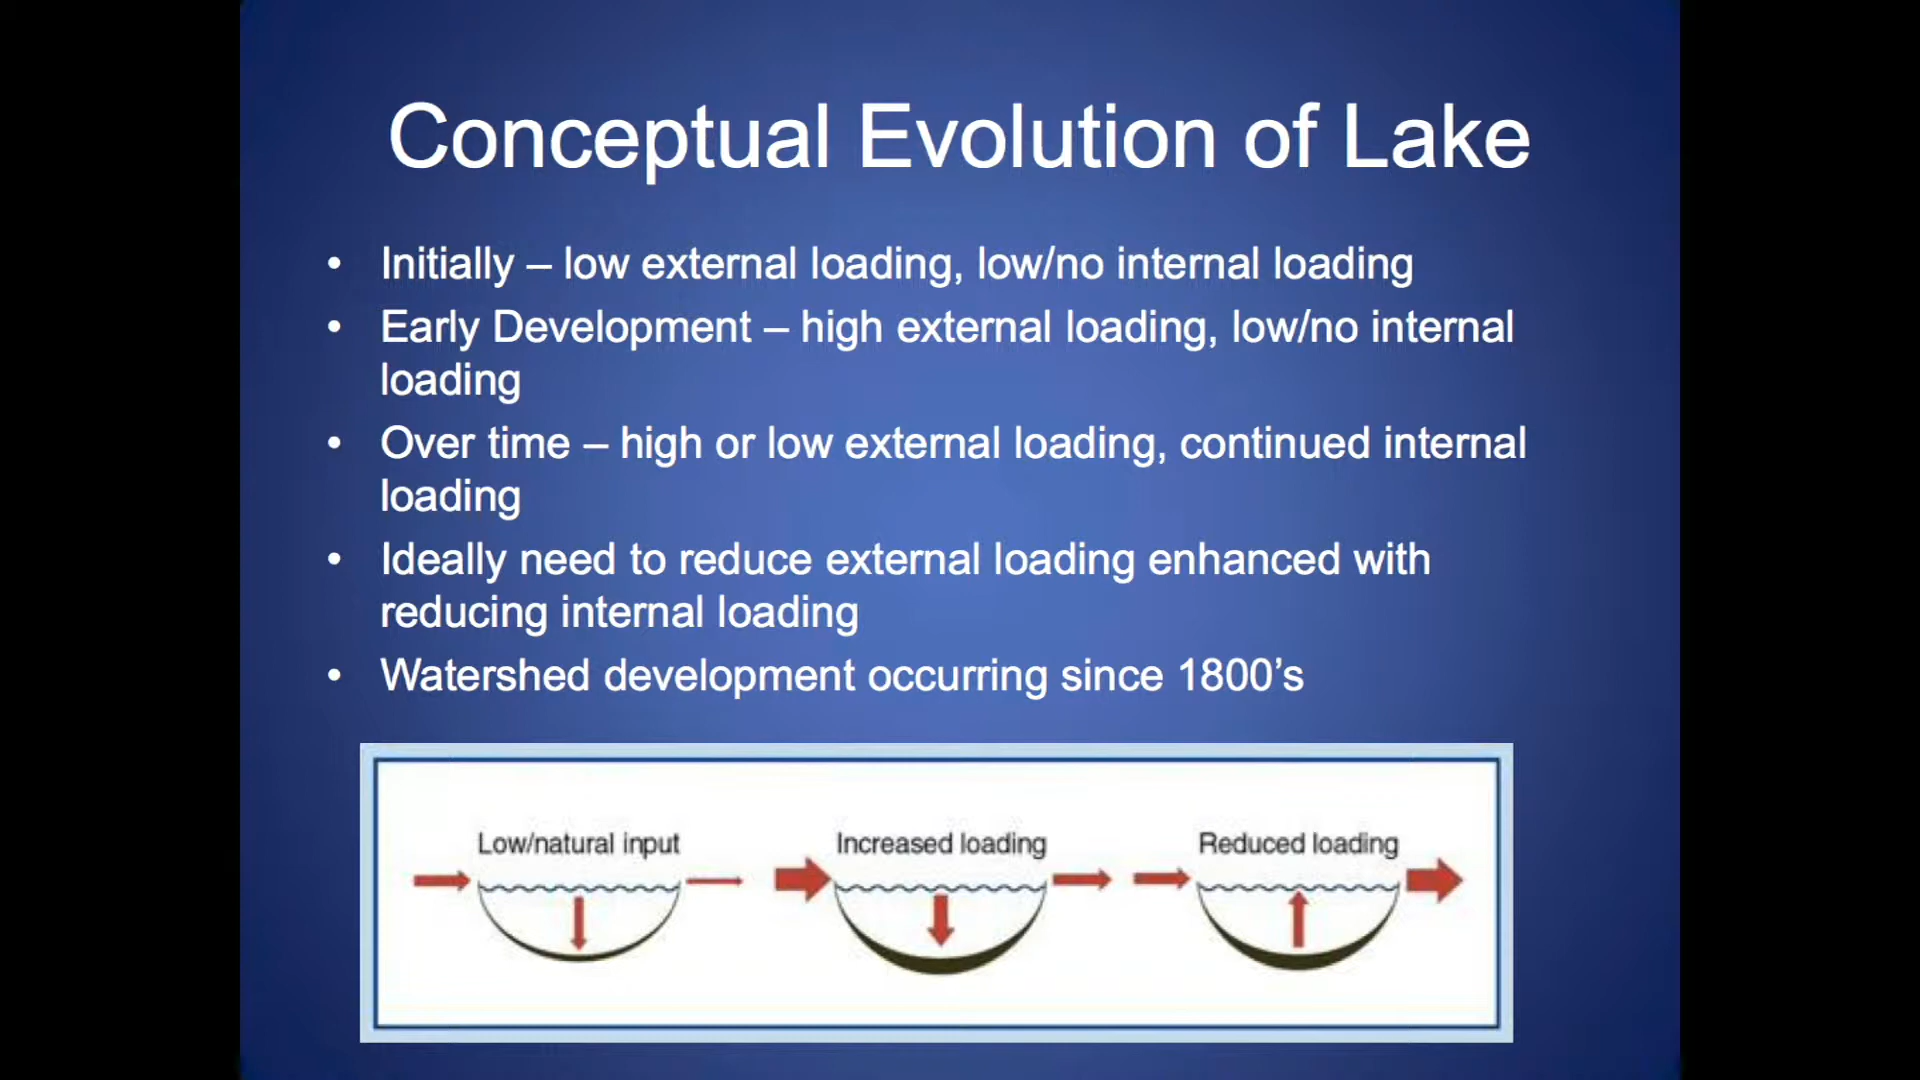 Conceptual Evolution of Lake
• Initially – low external loading, low/no internal loading
• Early Development – high external loading, low/no internal
loading
• Over time – high or low external loading, continued internal
loading
• Ideally need to reduce external loading enhanced with
reducing internal loading
• Watershed development occurring since 1800’s
Low/natural input
Increased loading
Reduced loading